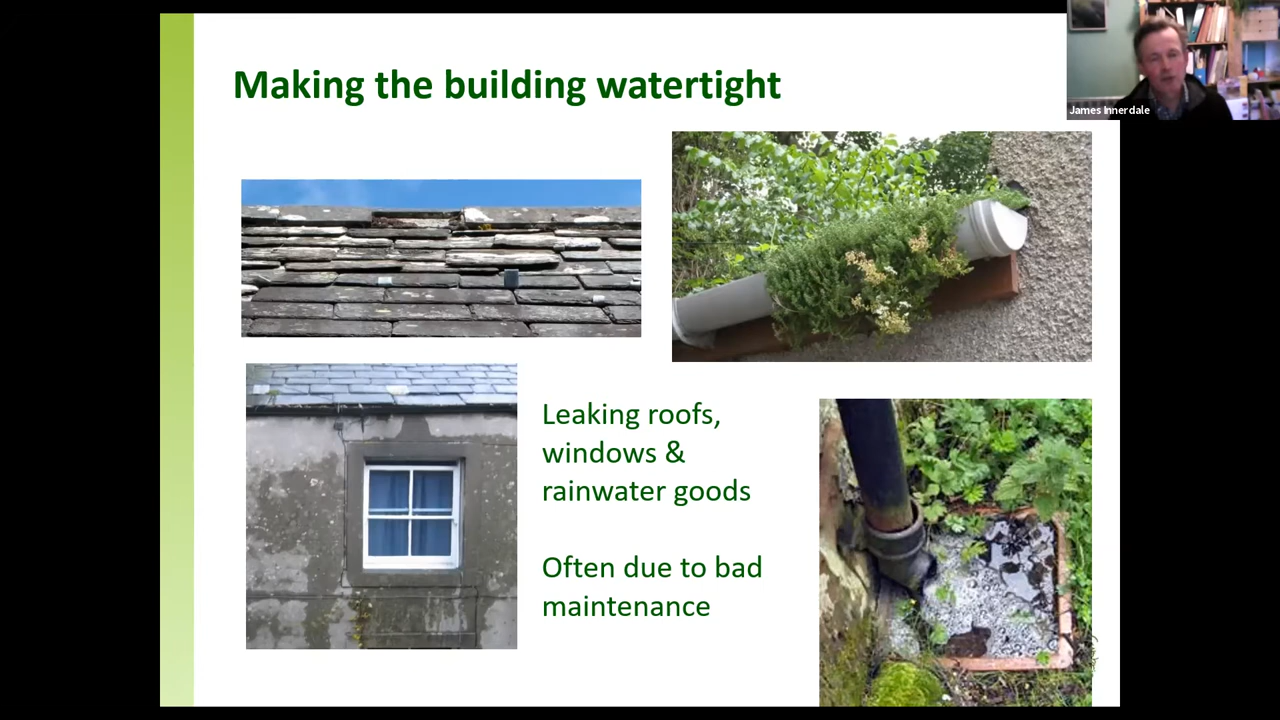 Making the building watertight
James Innerdale
Leaking roofs,
windows &
rainwater goods
Often due to bad
maintenance